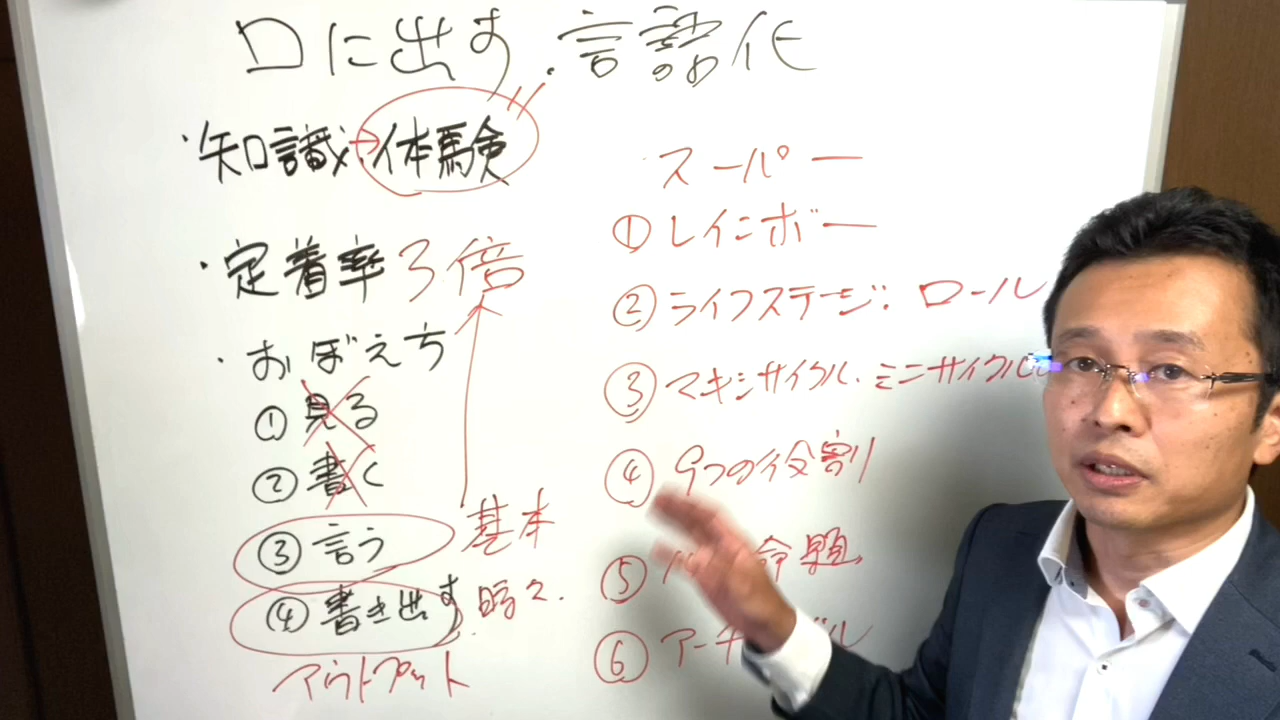 口に出す.言語化
・知識→体験
・定着率3倍
・おぼえち
①見る
②書く
③言う 基本
④書き出す 時々.
アウトプット
スーパー
①レインボー
②ライフステージ:ロール
③マキシサイクル.ミニサイクル
④9つの役割
⑤ 命題
⑥アーチ ル